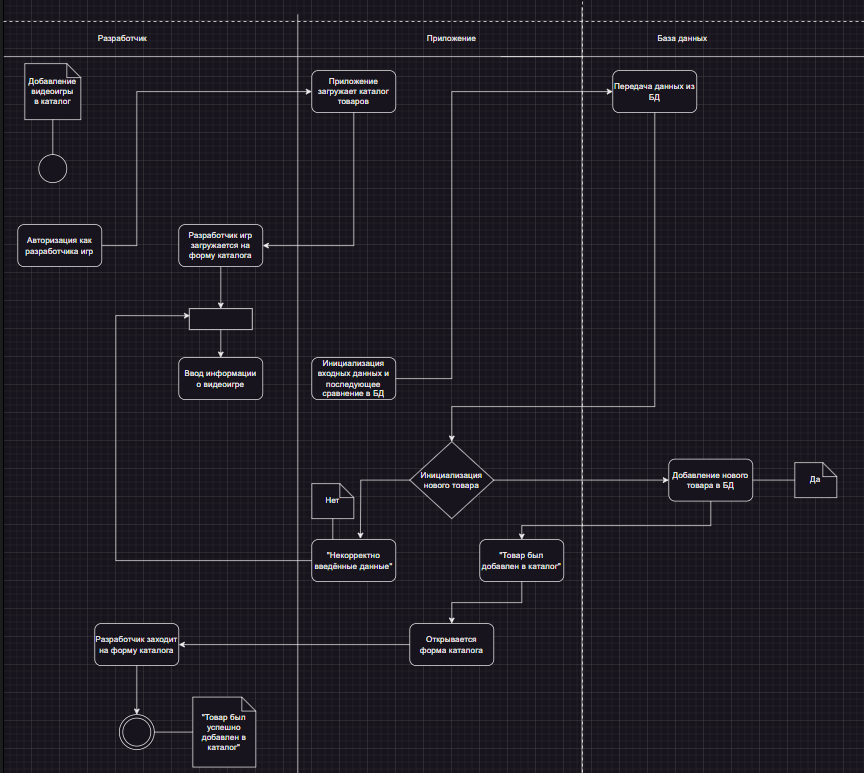 Разработчик
Приложение
База данных
Добавление
видеоигры
в каталог
Приложение
загружает каталог
товаров
Передача данных из
БД
Авторизация как
разработчика игр
Разработчик игр
загружается на
форму каталога
Ввод информации
о видеоигре
Инициализация
входных данных и
последующее
сравнение в БД
Инициализация
нового товара
Добавление нового
товара в БД
Да
Нет
"Некорректно
введённые данные"
"Товар был
добавлен в каталог"
Разработчик заходит
на форму каталога
Открывается
форма каталога
"Товар был
успешно
добавлен в
каталог"